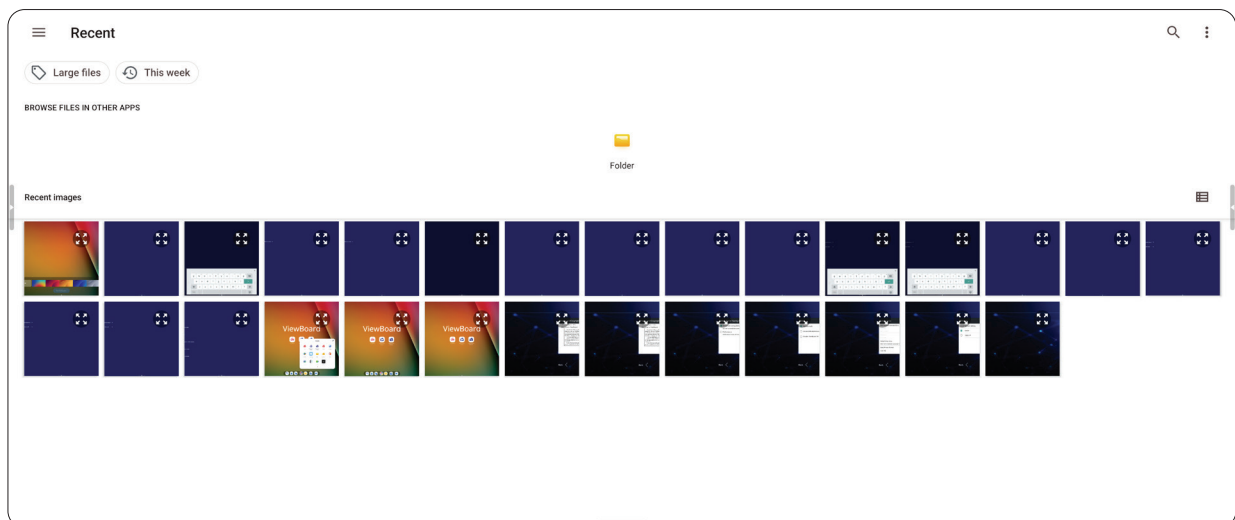 Recent
Large files
This week
BROWSE FILES IN OTHER APPS
Folder
Recent images
ViewBoard
ViewBoard
ViewBoard